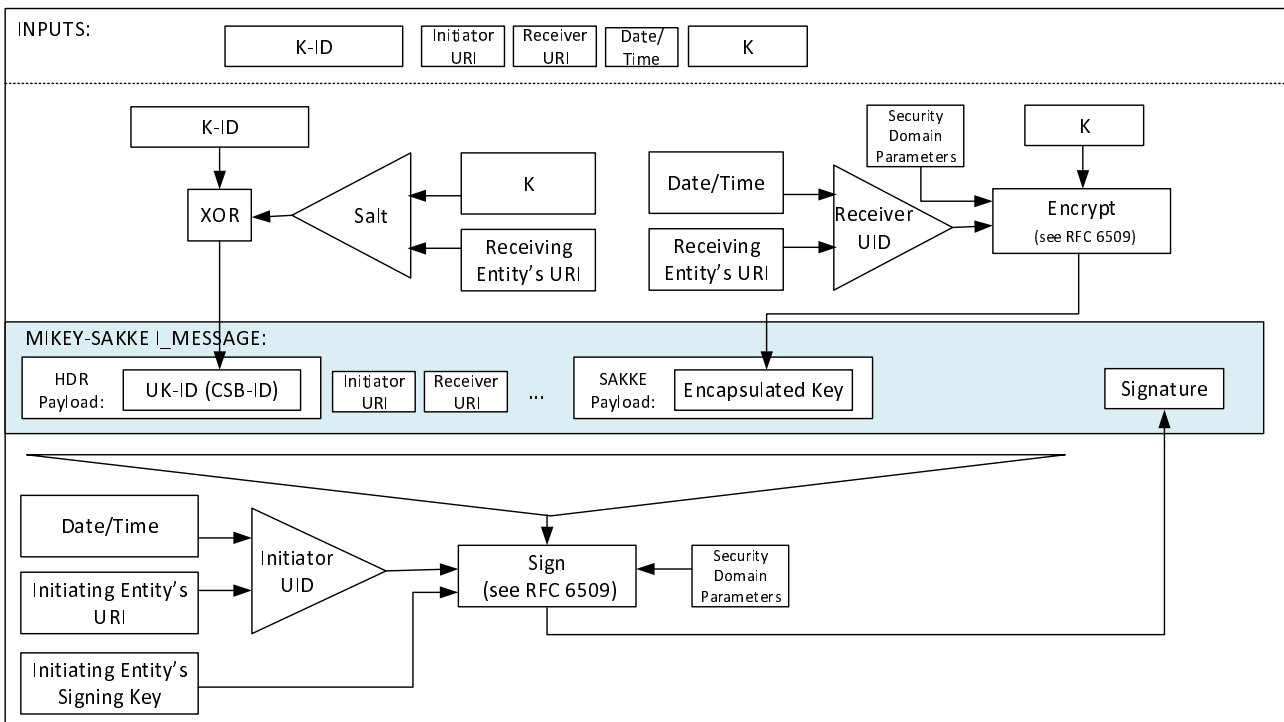 INPUTS:
K-ID
Initiator
URI
Receiver
URI
Date/
Time
K
K-ID
XOR
Salt
K
Receiving
Entity's URI
Date/Time
Receiving
Entity's URI
Receiver
UID
Security
Domain
Parameters
K
Encrypt
(see RFC 6509)
MIKEY-SAKKE I_MESSAGE:
HDR
Payload:
UK-ID (CSB-ID)
Initiator
URI
Receiver
URI
...
SAKKE
Payload:
Encapsulated Key
Signature
Date/Time
Initiating Entity's
URI
Initiator
UID
Sign
(see RFC 6509)
Security
Domain
Parameters
Initiating Entity's
Signing Key